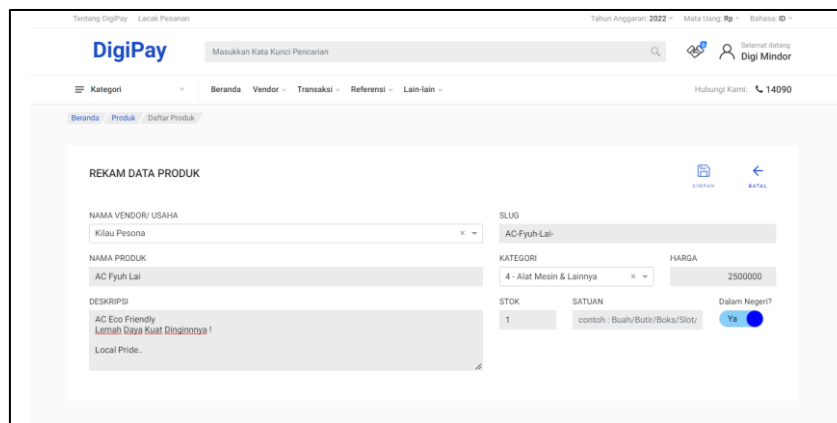 Tentang DigiPay Lacak Pesanan Tahun Anggaran: 2022 Mata Uang: Rp Bahasa: ID
DigiPay Masukkan Kata Kunci Pencarian Selamat datang
Digi Mindor
Kategori Beranda Vendor Transaksi Referensi Lain-lain Hubungi Kami: 14090
Beranda Produk Daftar Produk
REKAM DATA PRODUK
SIMPAN BATAL
NAMA VENDOR/ USAHA SLUG
Kilau Pesona AC-Fyuh-Lai-
NAMA PRODUK KATEGORI HARGA
AC Fyuh Lai 4 - Alat Mesin & Lainnya 2500000
DESKRIPSI STOK SATUAN Dalam Negeri?
AC Eco Friendly 1 contoh : Buah/Butir/Boks/Slot/ Ya
Lemah Daya Kuat Dinginnnya !
Local Pride..